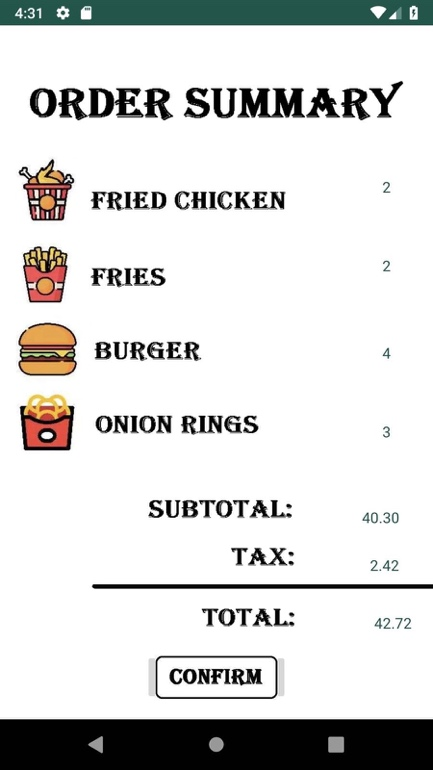 4:31
ORDER SUMMARY
FRIED CHICKEN 2
FRIES 2
BURGER 4
ONION RINGS 3
SUBTOTAL: 40.30
TAX: 2.42
TOTAL: 42.72
CONFIRM